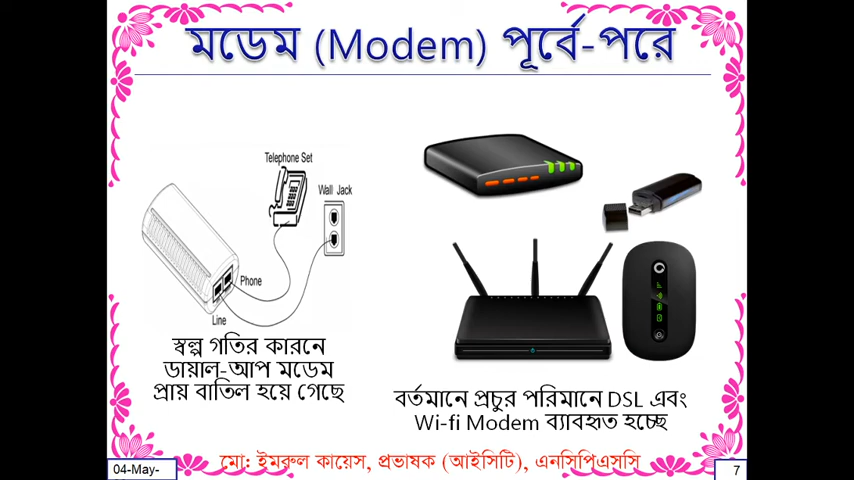 মডেম (Modem) পূর্বে-পরে
Telephone Set
Wall Jack
Phone
Line
স্বল্প গতির কারনে
ডায়াল-আপ মডেম
প্রায় বাতিল হয়ে গেছে
বর্তমানে প্রচুর পরিমানে DSL এবং
Wi-fi Modem ব্যাবহৃত হচ্ছে
04-May-
মো: ইমরুল কায়েস, প্রভাষক (আইসিটি), এনসিপিএসসি
7